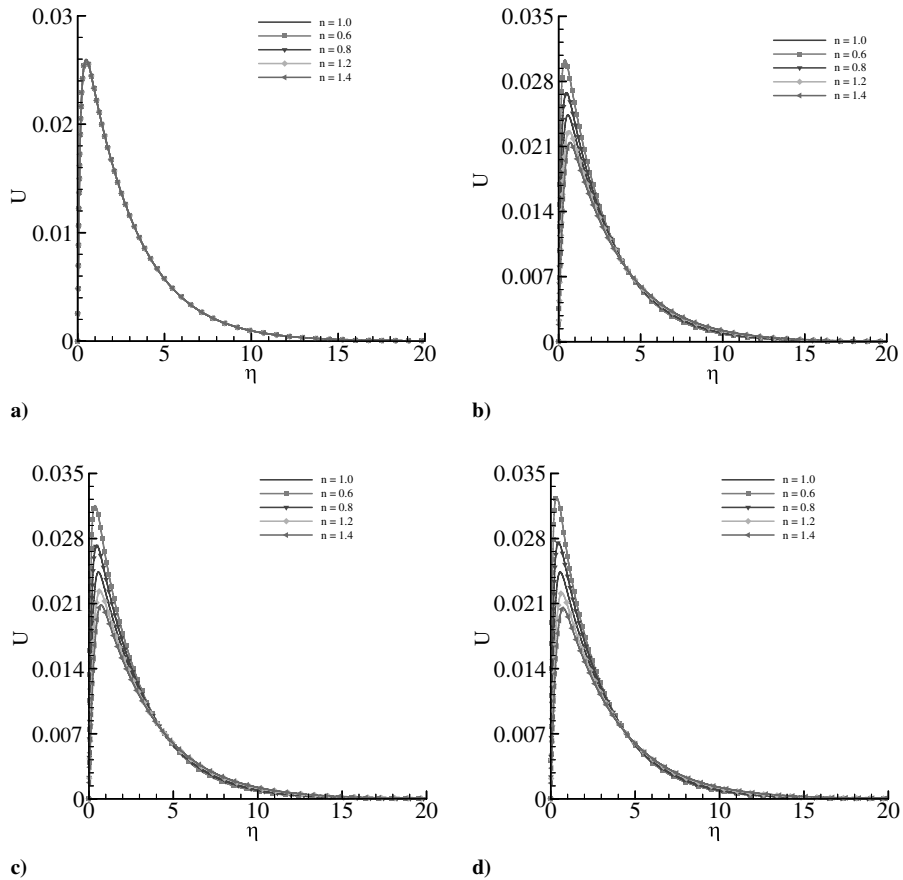 0.03
0.02
0.01
0
U
0 5 10 15 20
η
n = 1.0
n = 0.6
n = 0.8
n = 1.2
n = 1.4
a)
0.035
0.028
0.021
0.014
0.007
0
U
0 5 10 15 20
η
n = 1.0
n = 0.6
n = 0.8
n = 1.2
n = 1.4
b)
0.035
0.028
0.021
0.014
0.007
0
U
0 5 10 15 20
η
n = 1.0
n = 0.6
n = 0.8
n = 1.2
n = 1.4
c)
0.035
0.028
0.021
0.014
0.007
0
U
0 5 10 15 20
η
n = 1.0
n = 0.6
n = 0.8
n = 1.2
n = 1.4
d)